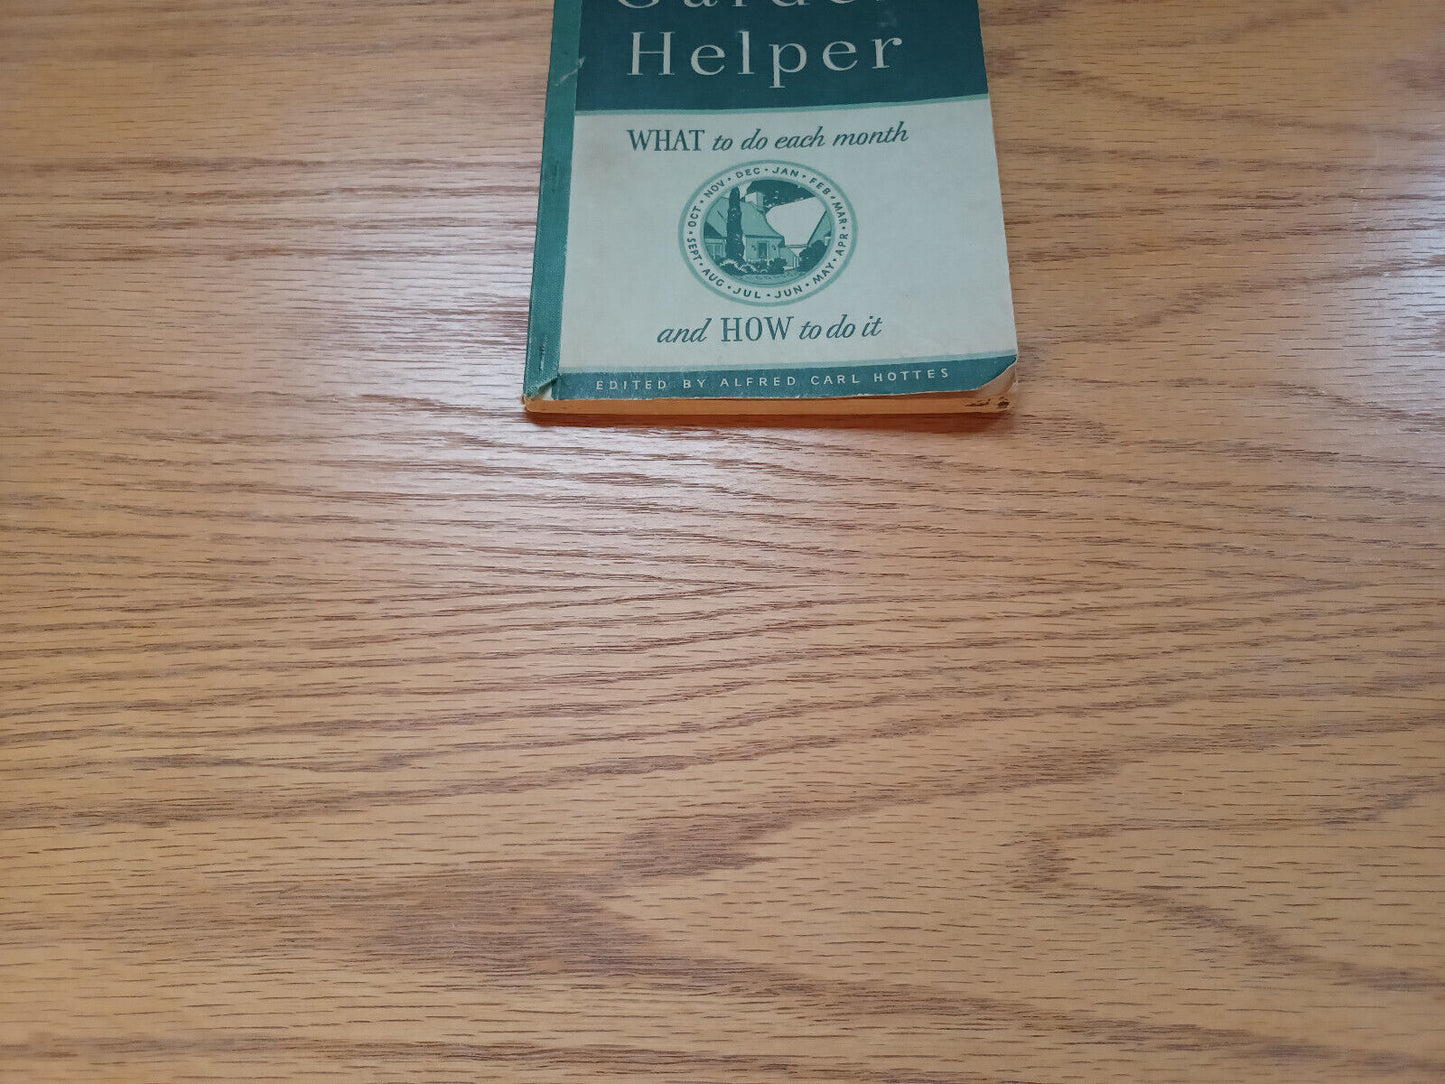 Helper
WHAT to do each month
JAN • FEB • MAR • APR • MAY • JUN • JUL • AUG • SEPT • OCT • NOV • DEC •
and HOW to do it
EDITED BY ALFRED CARL HOTTES